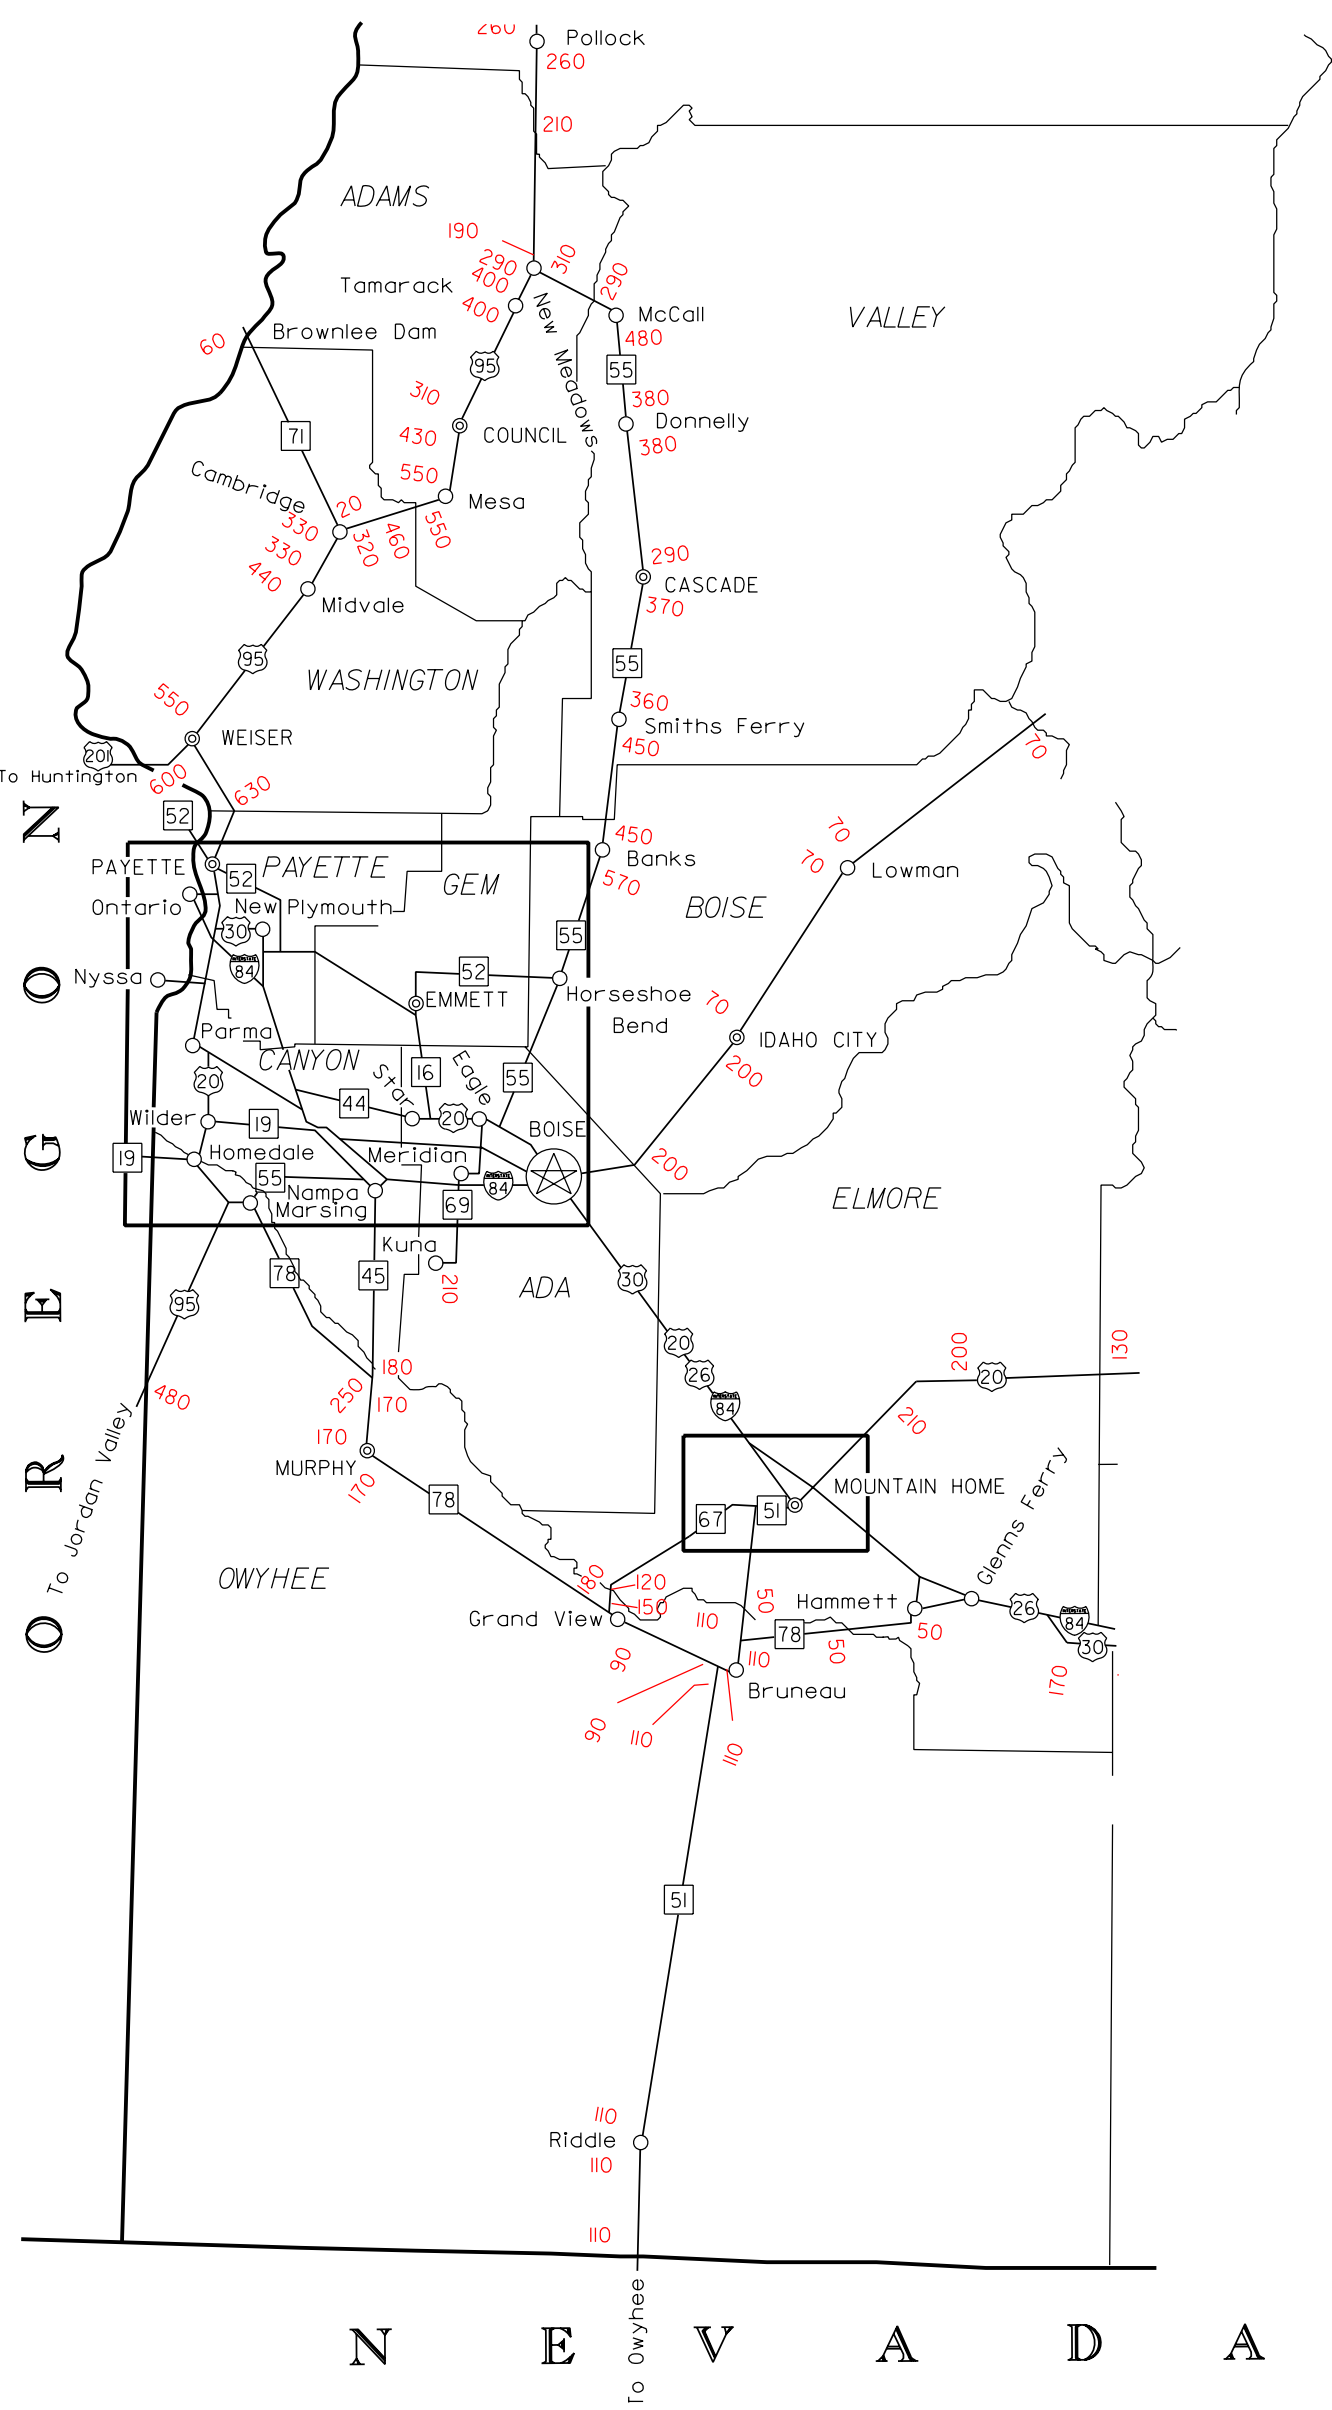 260
Pollock
260
210
ADAMS
190
290
310
400
Tamarack
400
290
New Meadows
McCall
VALLEY
480
60
Brownlee Dam
95
55
310
380
71
430
COUNCIL
Donnelly
380
Cambridge
550
Mesa
20
330
320
460
550
330
440
290
CASCADE
370
Midvale
95
WASHINGTON
55
550
360
WEISER
Smiths Ferry
450
70
201
To Huntington
600
630
52
450
70
PAYETTE
PAYETTE
Banks
70
Lowman
52
GEM
570
Ontario
New Plymouth
BOISE
30
55
84
52
Nyssa
EMMETT
Horseshoe
Bend
70
Parma
IDAHO CITY
CANYON
200
20
Star
16
Eagle
55
44
Wilder
19
20
BOISE
19
Homedale
Meridian
200
55
Nampa
84
Marsing
69
ELMORE
Kuna
78
45
210
ADA
30
95
20
200
20
130
180
26
480
250
170
84
210
170
MURPHY
170
To Jordan Valley
78
MOUNTAIN HOME
67
51
Glenns Ferry
OWYHEE
180
120
150
110
50
Grand View
Hammett
26
84
30
78
50
50
110
90
170
Bruneau
90
110
110
51
110
Riddle
110
110
To Owyhee
OREGON
NEVADA